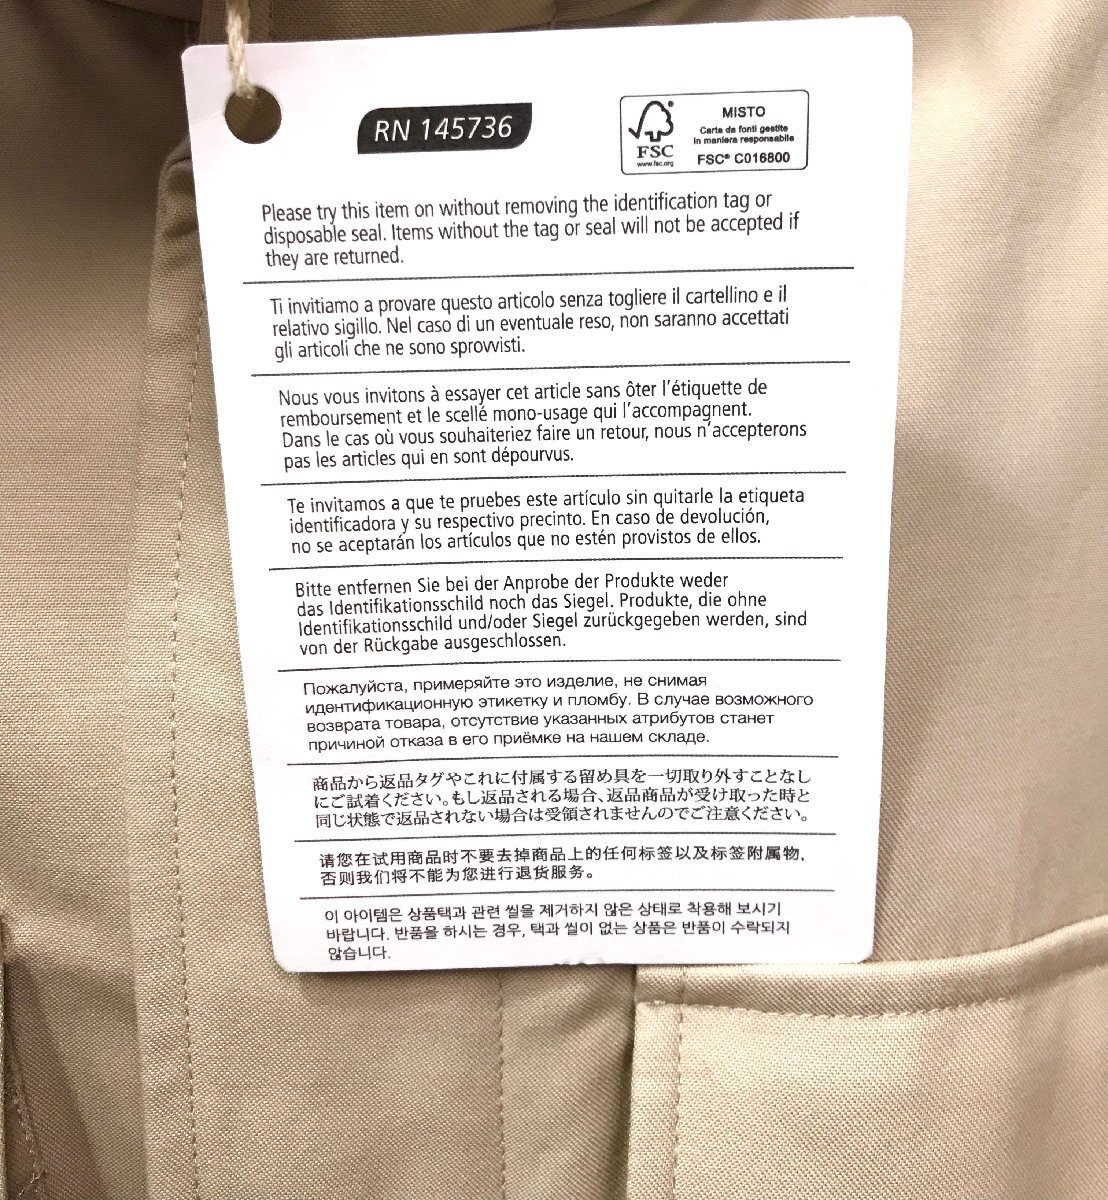 RN 145736
FSC
www.fsc.org
MISTO
Carta da fonti gestite
in maniera responsabile
FSC® C016800
Please try this item on without removing the identification tag or
disposable seal. Items without the tag or seal will not be accepted if
they are returned.
Ti invitiamo a provare questo articolo senza togliere il cartellino e il
relativo sigillo. Nel caso di un eventuale reso, non saranno accettati
gli articoli che ne sono sprovvisti.
Nous vous invitons à essayer cet article sans ôter l'étiquette de
remboursement et le scellé mono-usage qui l'accompagnent.
Dans le cas où vous souhaiteriez faire un retour, nous n'accepterons
pas les articles qui en sont dépourvus.
Te invitamos a que te pruebes este artículo sin quitarle la etiqueta
identificadora y su respectivo precinto. En caso de devolución,
no se aceptarán los artículos que no estén provistos de ellos.
Bitte entfernen Sie bei der Anprobe der Produkte weder
das Identifikationsschild noch das Siegel. Produkte, die ohne
Identifikationsschild und/oder Siegel zurückgegeben werden, sind
von der Rückgabe ausgeschlossen.
Пожалуйста, примеряйте это изделие, не снимая
идентификационную этикетку и пломбу. В случае возможного
возврата товара, отсутствие указанных атрибутов станет
причиной отказа в его приёмке на нашем складе.
商品から返品タグやこれに付属する留め具を一切取り外すことなし
にご試着ください。もし返品される場合、返品商品が受け取った時と
同じ状態で返品されない場合は受領されませんのでご注意ください。
请您在试用商品时不要去掉商品上的任何标签以及标签附属物,
否则我们将不能为您进行退货服务。
이 아이템은 상품택과 관련 씰을 제거하지 않은 상태로 착용해 보시기
바랍니다. 반품을 하시는 경우, 택과 씰이 없는 상품은 반품이 수락되지
않습니다.